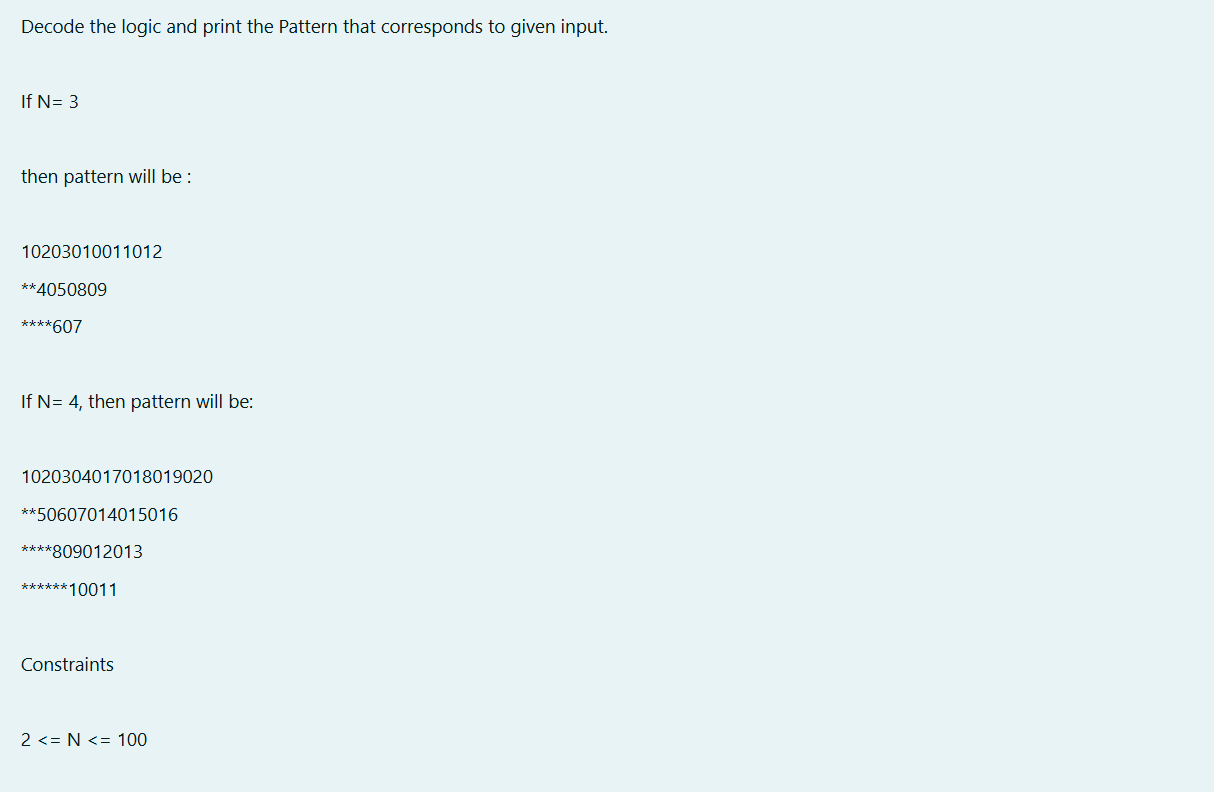 Decode the logic and print the Pattern that corresponds to given input.
If N= 3
then pattern will be :
10203010011012
**4050809
****607
If N= 4, then pattern will be:
1020304017018019020
**50607014015016
****809012013
******10011
Constraints
2 <= N <= 100